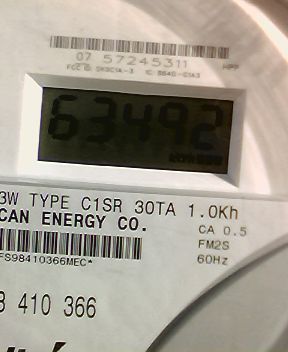 07 57245311
63492
3W TYPE C1SR 30TA 1.0Kh
CAN ENERGY CO.
CA 0.5
FM2S
60Hz
FS98410366MEC*
8 410 366